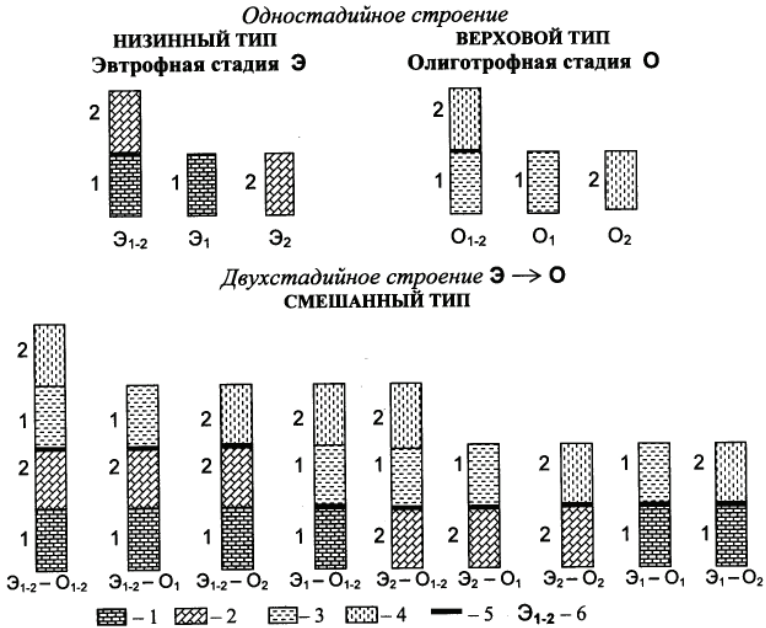 Одностадийное строение
НИЗИННЫЙ ТИП
Эвтрофная стадия Э
ВЕРХОВОЙ ТИП
Олиготрофная стадия О
2
1
1
2
Э1-2
Э1
Э2
2
1
1
2
О1-2
О1
О2
Двухстадийное строение Э → О
СМЕШАННЫЙ ТИП
2
1
2
1
1
2
1
2
2
1
2
1
1
2
1
2
1
2
2
2
1
1
2
1
Э1-2 – О1-2
Э1-2 – О1
Э1-2 – О2
Э1 – О1-2
Э2 – О1-2
Э2 – О1
Э2 – О2
Э1 – О1
Э1 – О2
– 1
– 2
– 3
– 4
– 5
Э1-2 – 6